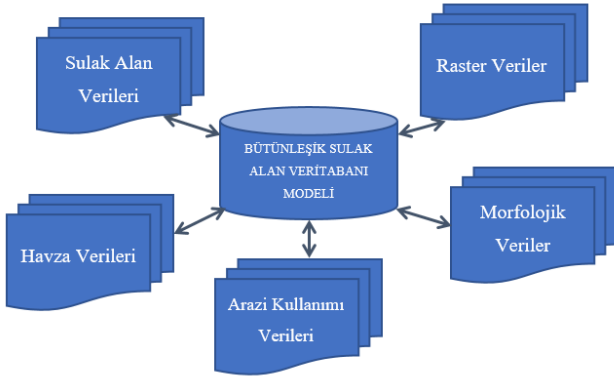 Sulak Alan
Verileri
Raster Veriler
BÜTÜNLEŞİK SULAK
ALAN VERİTABANI
MODELİ
Havza Verileri
Morfolojik
Veriler
Arazi Kullanımı
Verileri